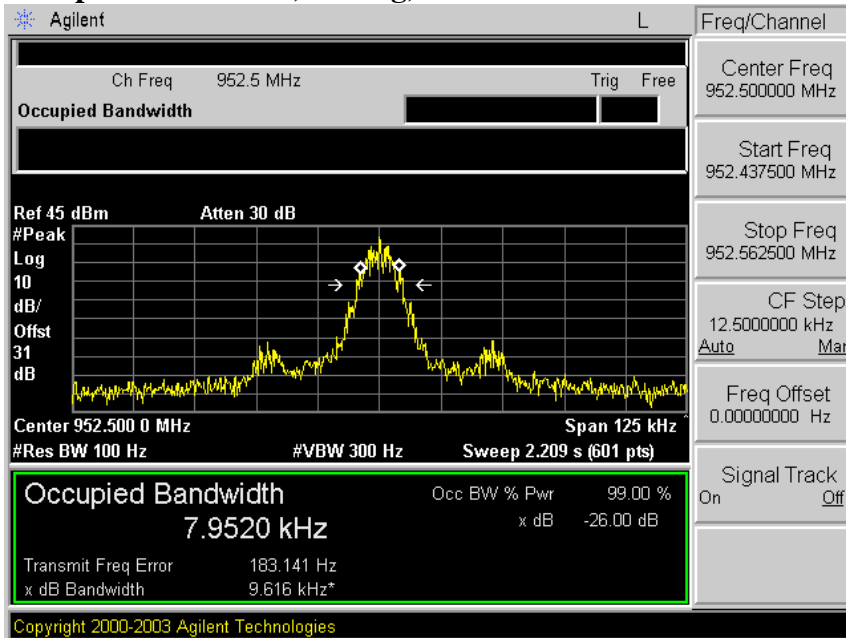 Agilent L Freq/Channel
Ch Freq 952.5 MHz Trig Free
Occupied Bandwidth
Center Freq
952.500000 MHz
Start Freq
952.437500 MHz
Stop Freq
952.562500 MHz
CF Step
12.5000000 kHz
Auto Man
Freq Offset
0.00000000 Hz
Signal Track
On Off
Ref 45 dBm Atten 30 dB
#Peak
Log
10
dB/
Offst
31
dB
Center 952.500 0 MHz Span 125 kHz
#Res BW 100 Hz #VBW 300 Hz Sweep 2.209 s (601 pts)
Occupied Bandwidth
7.9520 kHz
Occ BW % Pwr 99.00 %
x dB -26.00 dB
Transmit Freq Error 183.141 Hz
x dB Bandwidth 9.616 kHz*
Copyright 2000-2003 Agilent Technologies